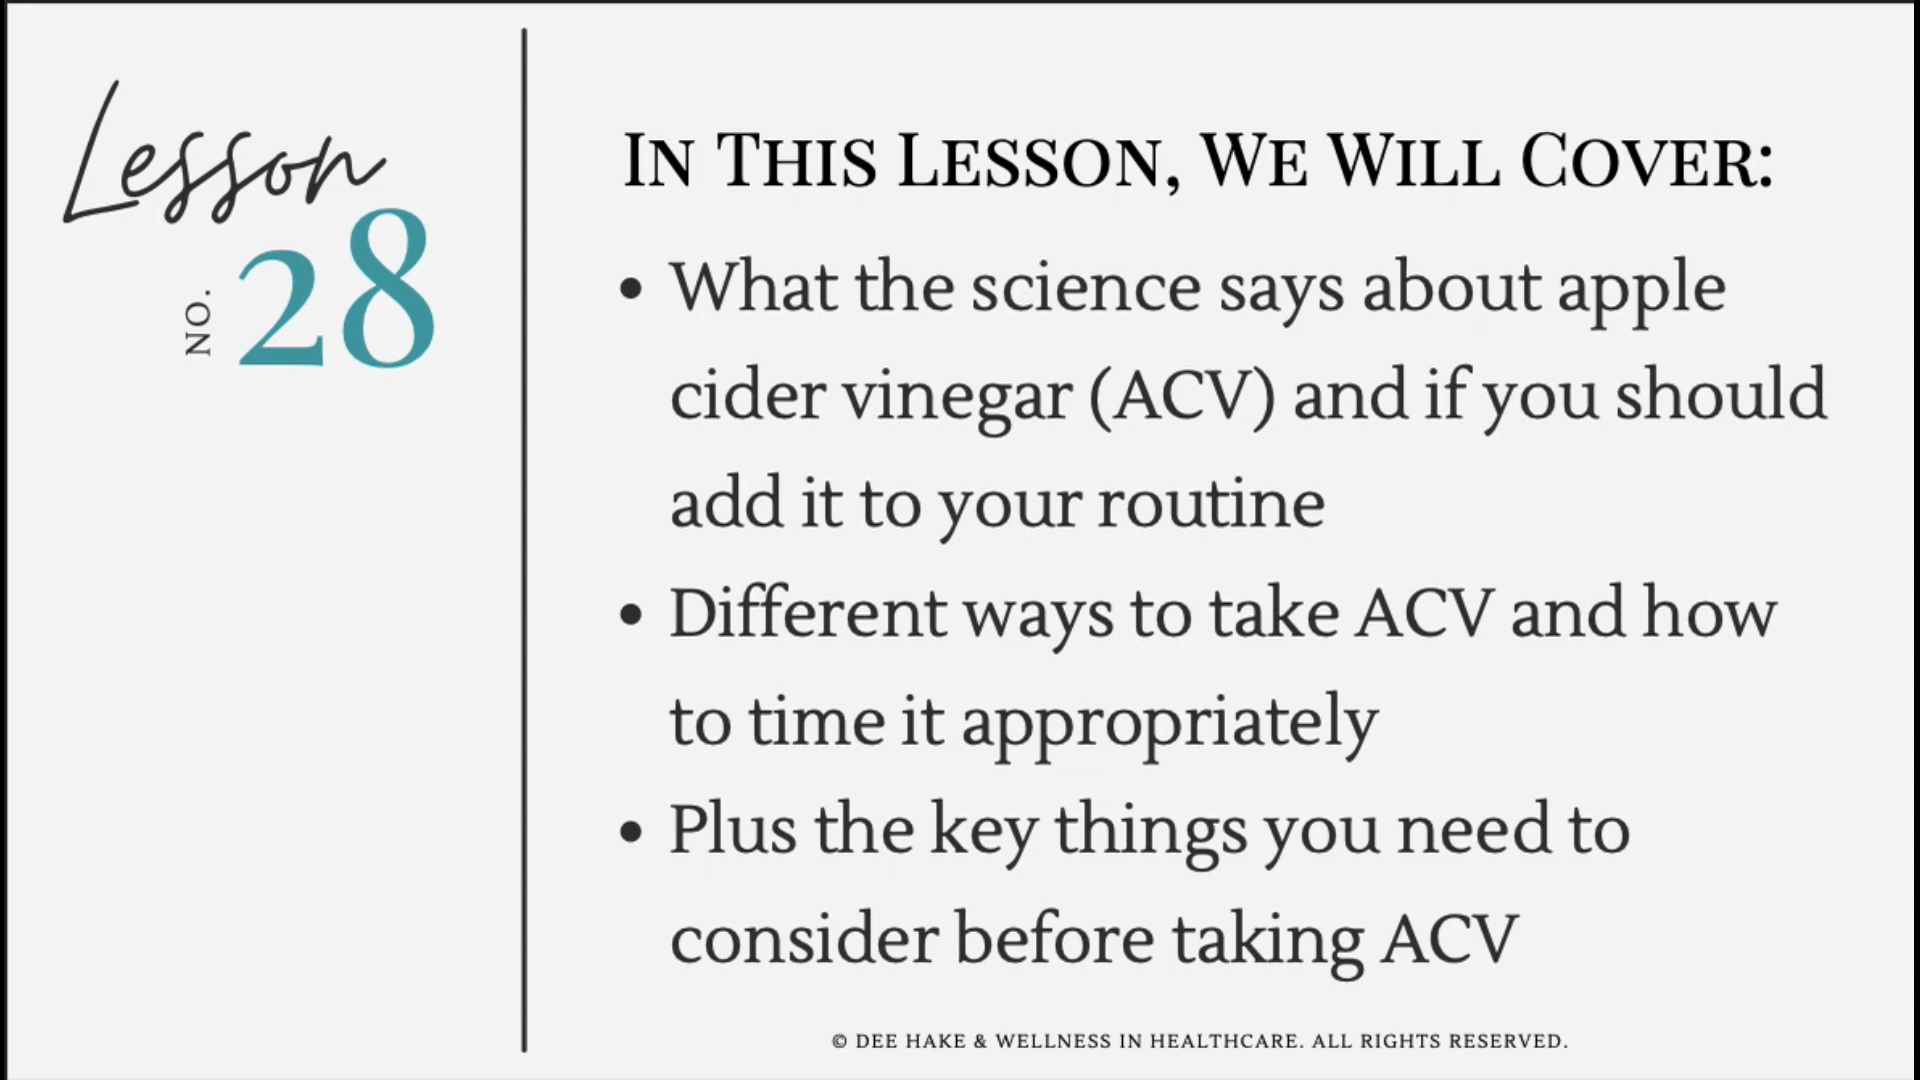 Lesson
NO. 28
IN THIS LESSON, WE WILL COVER:
• What the science says about apple
cider vinegar (ACV) and if you should
add it to your routine
• Different ways to take ACV and how
to time it appropriately
• Plus the key things you need to
consider before taking ACV
© DEE HAKE & WELLNESS IN HEALTHCARE. ALL RIGHTS RESERVED.